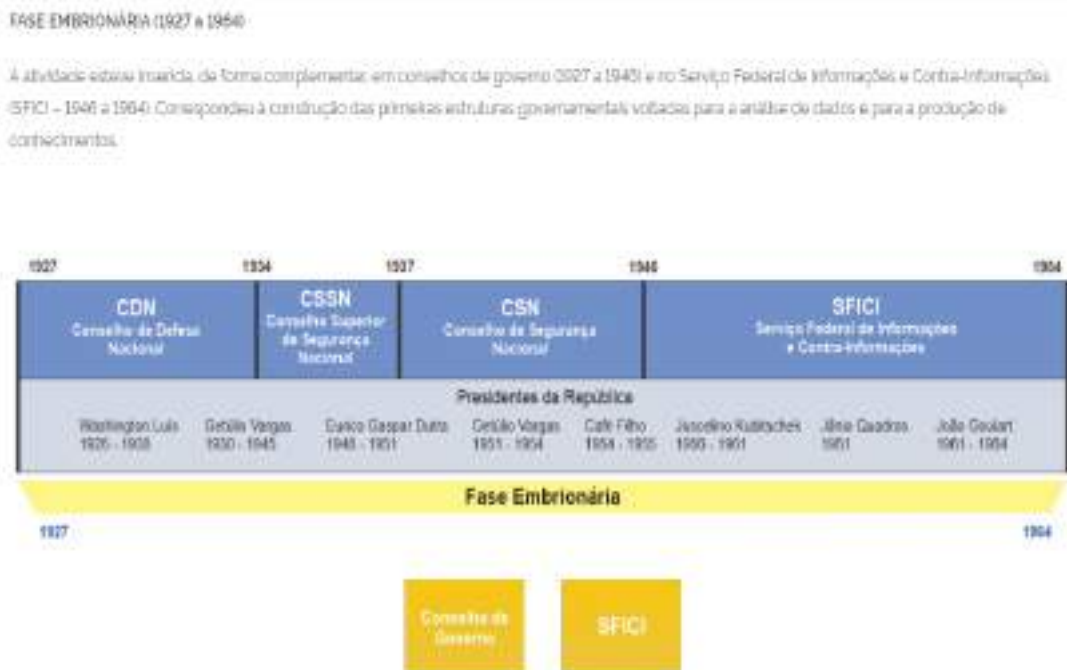 FASE EMBRIONÁRIA (1927 a 1964)
A atividade esteve inserida, de forma complementar, em conselhos de governo (1927 a 1946) e no Serviço Federal de Informações e Contra-Informações
(SFICI – 1946 a 1964). Correspondeu à construção das primeiras estruturas governamentais voltadas para a análise de dados e para a produção de
conhecimentos.
1927 1934 1937 1946 1964
CDN
Conselho de Defesa
Nacional
CSSN
Conselho Superior
de Segurança
Nacional
CSN
Conselho de Segurança
Nacional
SFICI
Serviço Federal de Informações
e Contra-Informações
Presidentes da República
Washington Luís
1926 - 1930
Getúlio Vargas
1930 - 1945
Eurico Gaspar Dutra
1946 - 1951
Getúlio Vargas
1951 - 1954
Café Filho
1954 - 1955
Juscelino Kubitschek
1956 - 1961
Jânio Quadros
1961
João Goulart
1961 - 1964
Fase Embrionária
1927 1964
Conselho de
Governo
SFICI